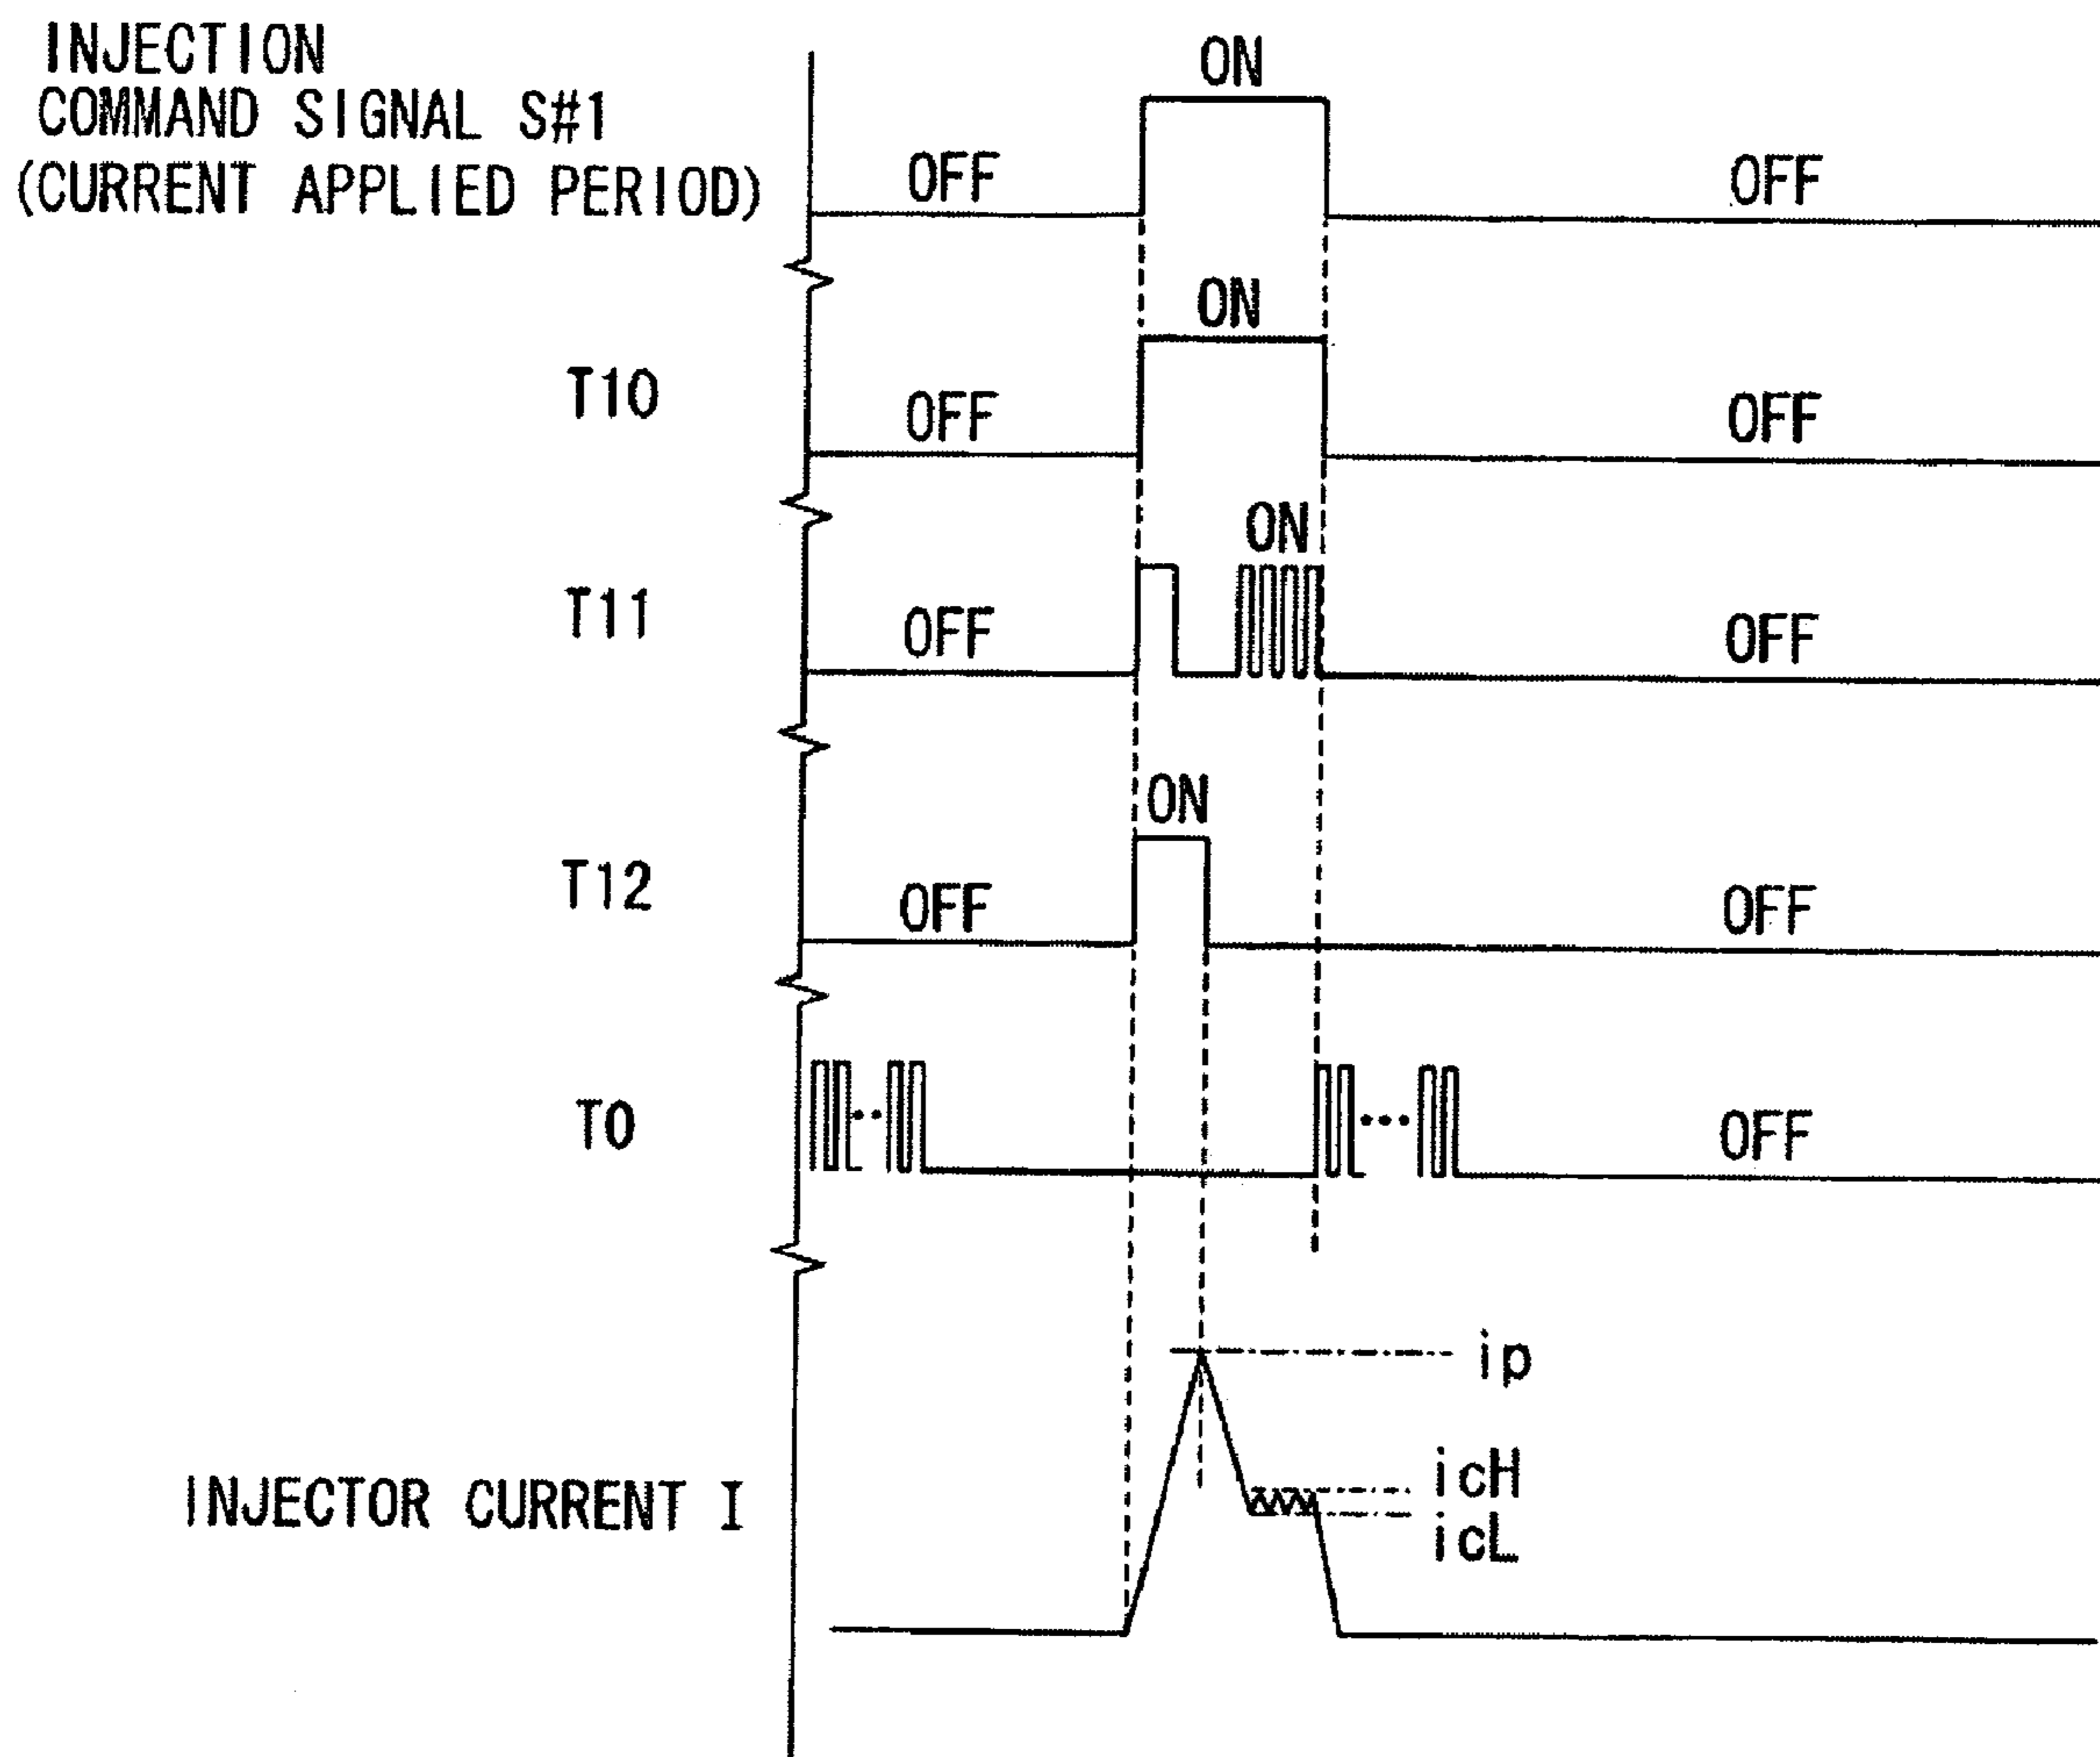 INJECTION
COMMAND SIGNAL S#1
(CURRENT APPLIED PERIOD)
ON
OFF
OFF
T10
ON
OFF
OFF
T11
ON
OFF
OFF
T12
ON
OFF
OFF
T0
OFF
ip
icH
icL
INJECTOR CURRENT I